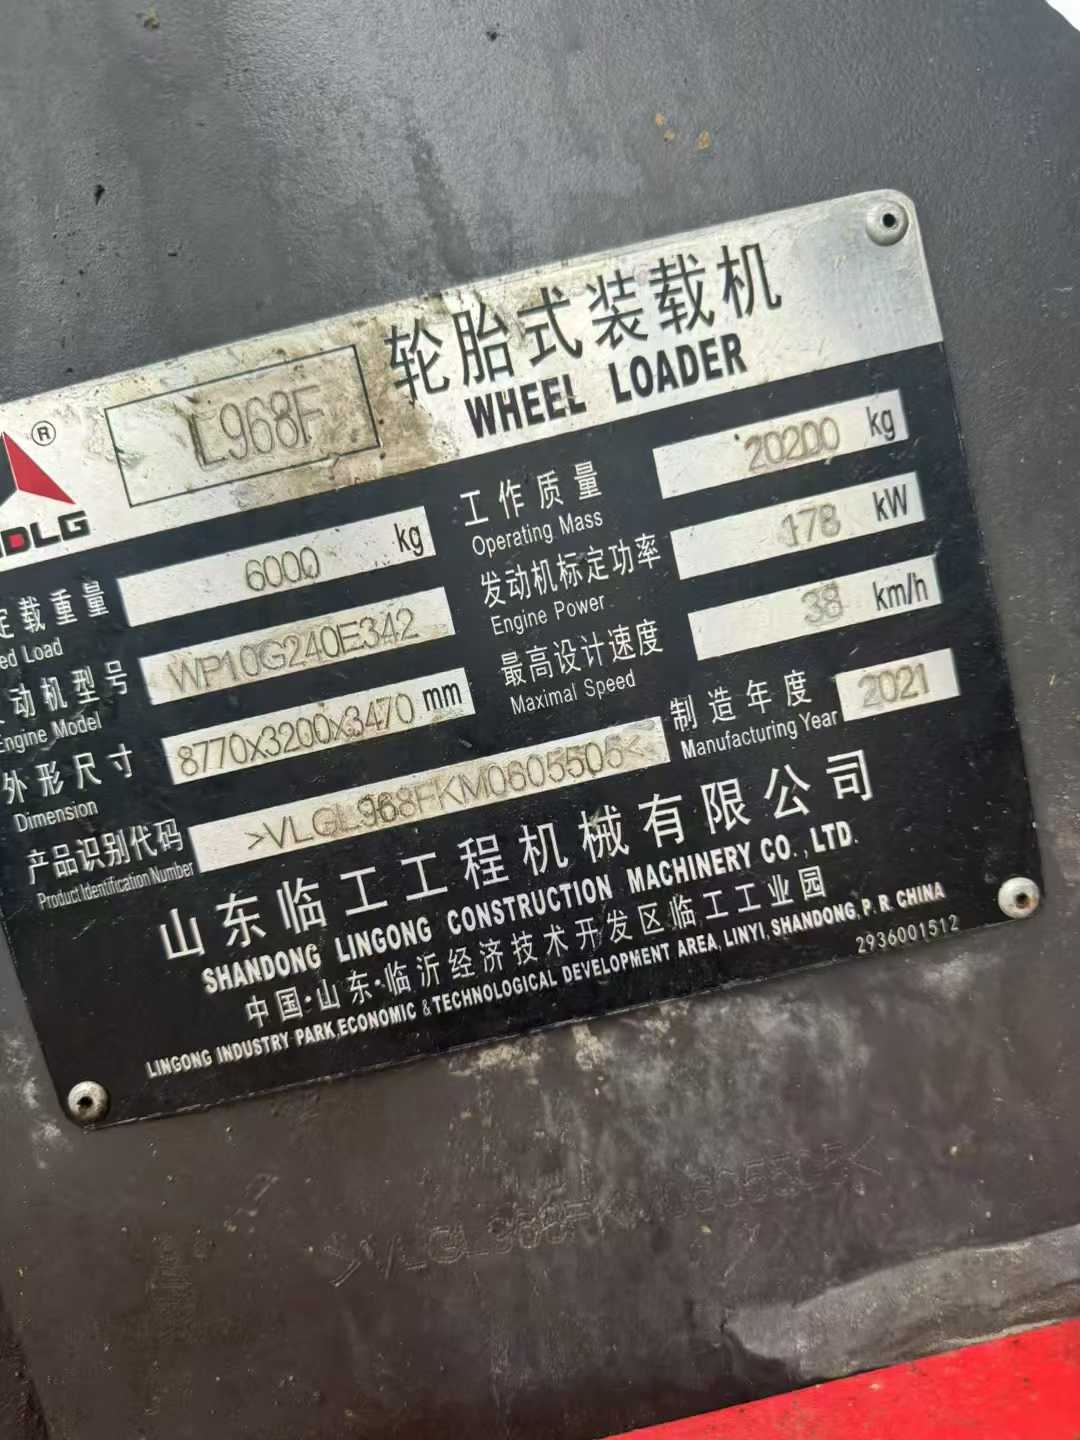 轮胎式装载机
L968F
WHEEL LOADER
®
SDLG
定载重量 6000 kg
ed Load
工作质量 20200 kg
Operating Mass
动机型号 WP10G240E342
Engine Model
发动机标定功率 178 kW
Engine Power
外形尺寸 8770x3200x3470 mm
Dimension
最高设计速度 38 km/h
Maximal Speed
产品识别代码 >VLGL968FKM0605505<
Product Identification Number
制造年度 2021
Manufacturing Year
山东临工工程机械有限公司
SHANDONG LINGONG CONSTRUCTION MACHINERY CO.,LTD.
中国·山东·临沂经济技术开发区临工工业园
LINGONG INDUSTRY PARK,ECONOMIC & TECHNOLOGICAL DEVELOPMENT AREA, LINYI, SHANDONG, P. R. CHINA
2936001512
>VLGL968FKM0605505<